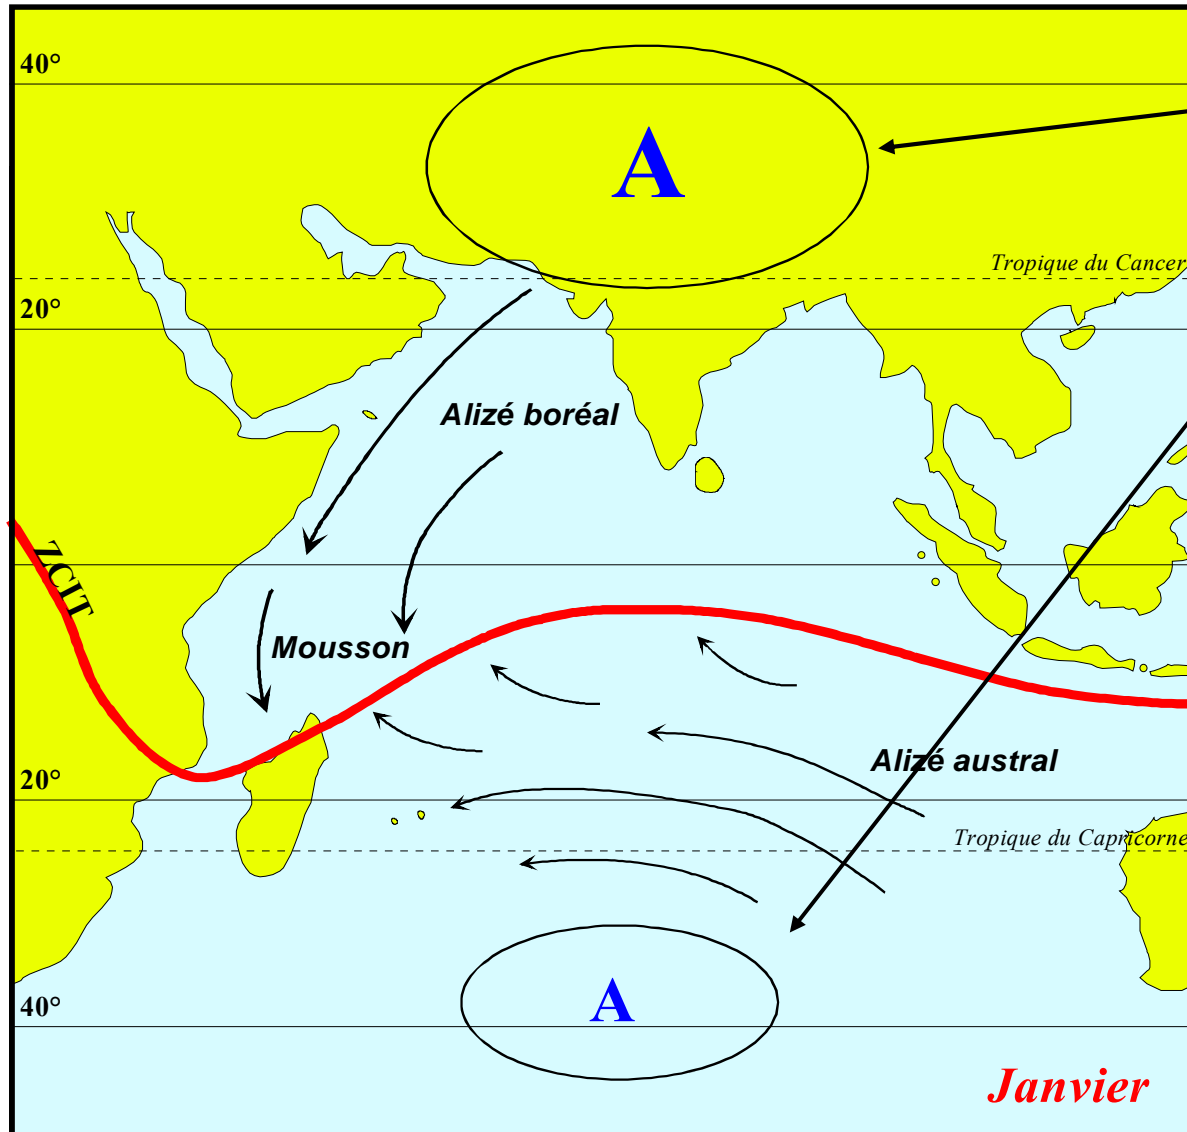 40°
A
Tropique du Cancer
20°
Alizé boréal
ZCIT
Mousson
Alizé austral
20°
Tropique du Capricorne
A
40°
Janvier